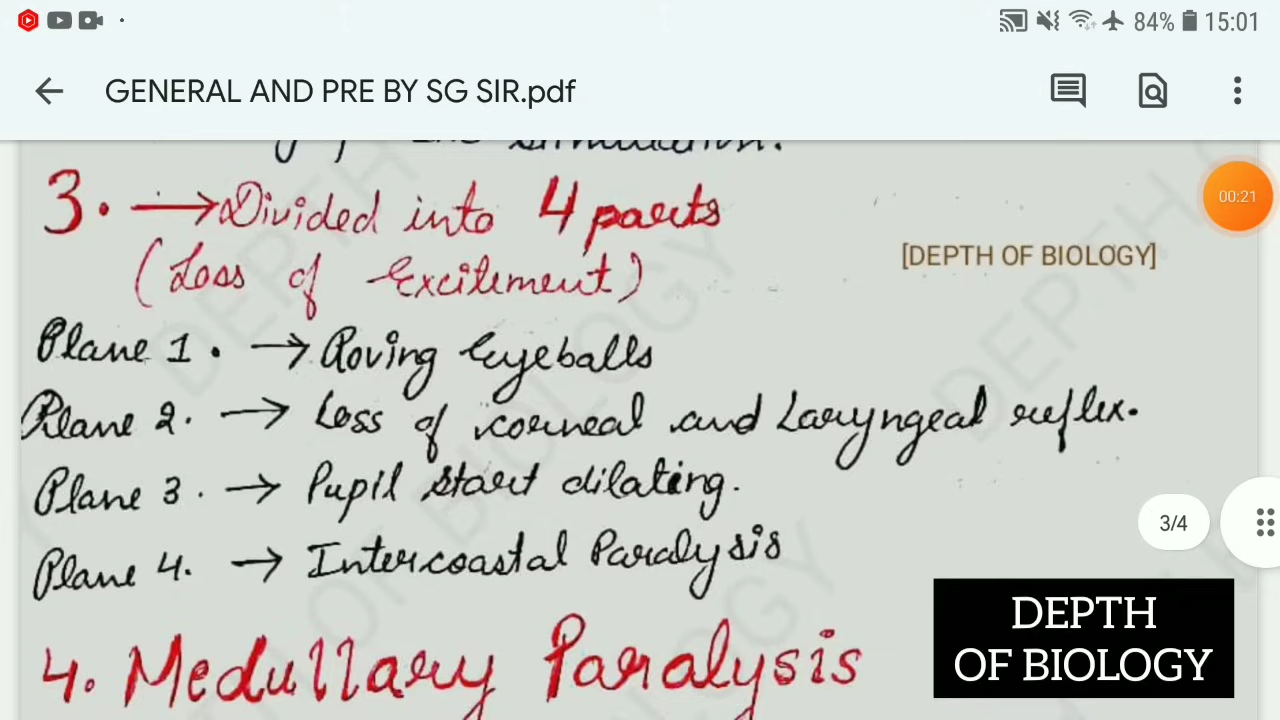 84% 15:01
GENERAL AND PRE BY SG SIR.pdf
stimulation.
3. → Divided into 4 parts
(Loss of Excitement)
[DEPTH OF BIOLOGY]
00:21
Plane 1. → Roving Eyeballs
Plane 2. → Loss of corneal and Laryngeal reflex.
Plane 3. → Pupil start dilating.
Plane 4. → Intercoastal Paralysis
3/4
4. Medullary Paralysis
DEPTH
OF BIOLOGY